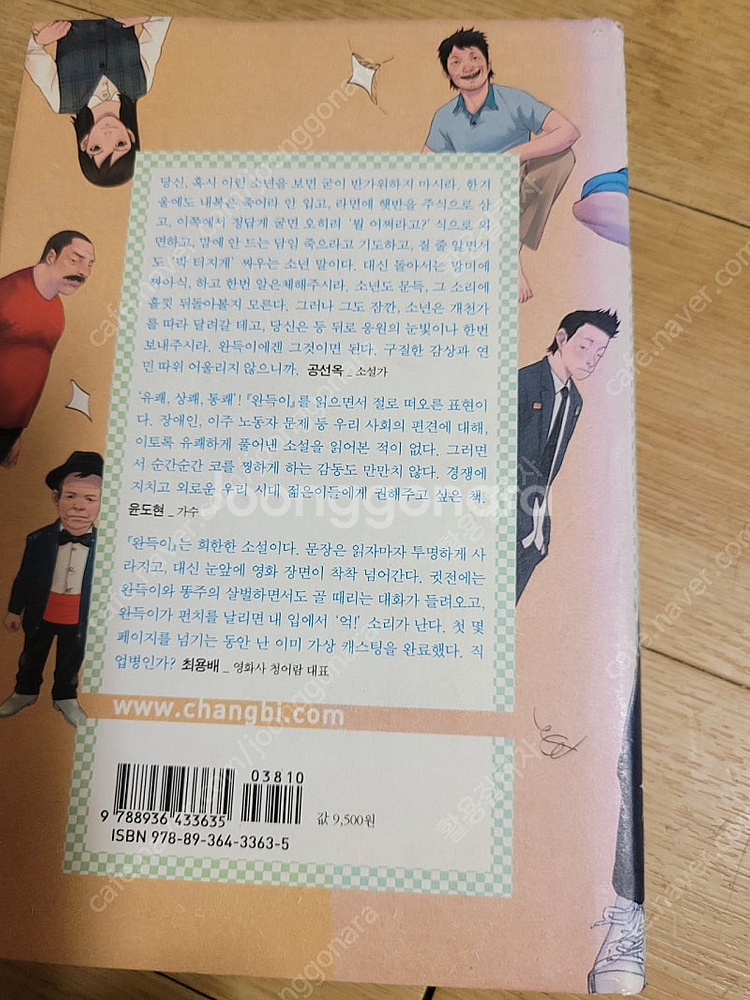 당신, 혹시 이런 소년을 보면 굳이 반가워하지 마시라. 한겨
울에도 내복은 죽어라 안 입고, 라면에 햇반을 주식으로 삼
고, 이쪽에서 정답게 굴면 오히려 '뭘 어쩌라고?' 식으로 외
면하고, 맘에 안 드는 담임 죽으라고 기도하고, 질 줄 알면서
도 '박 터지게' 싸우는 소년 말이다. 대신 돌아서는 말미에
짜아식, 하고 한번 알은체해주시라. 소년도 문득, 그 소리에
흘낏 뒤돌아볼지 모른다. 그러나 그도 잠깐, 소년은 개천가
를 따라 달려갈 테고, 당신은 등 뒤로 응원의 눈빛이나 한번
보내주시라. 완득이에겐 그것이면 된다. 구질한 감상과 연
민 따위 어울리지 않으니까. 공선옥 _ 소설가
'유쾌, 상쾌, 통쾌'! 『완득이』를 읽으면서 절로 떠오른 표현이
다. 장애인, 이주 노동자 문제 등 우리 사회의 편견에 대해,
이토록 유쾌하게 풀어낸 소설을 읽어본 적이 없다. 그러면
서 순간순간 코를 찡하게 하는 감동도 만만치 않다. 경쟁에
지치고 외로운 우리 시대 젊은이들에게 권해주고 싶은 책.
윤도현 _ 가수
『완득이』는 희한한 소설이다. 문장은 읽자마자 투명하게 사
라지고, 대신 눈앞에 영화 장면이 착착 넘어간다. 귓전에는
완득이와 똥주의 살벌하면서도 골 때리는 대화가 들려오고,
완득이가 펀치를 날리면 내 입에서 '억!' 소리가 난다. 첫 몇
페이지를 넘기는 동안 난 이미 가상 캐스팅을 완료했다. 직
업병인가? 최용배 _ 영화사 청어람 대표
www.changbi.com
03810
9 788936 433635
값 9,500원
ISBN 978-89-364-3363-5
Joonggonara